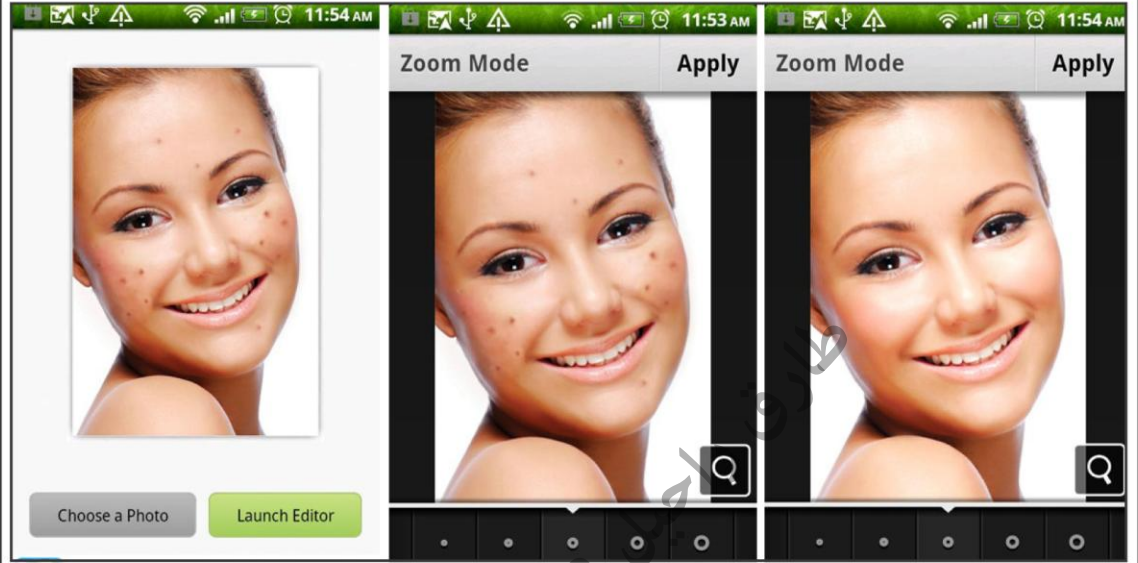 11:54 AM
Choose a Photo
Launch Editor
11:53 AM
Zoom Mode
Apply
11:54 AM
Zoom Mode
Apply
طارق